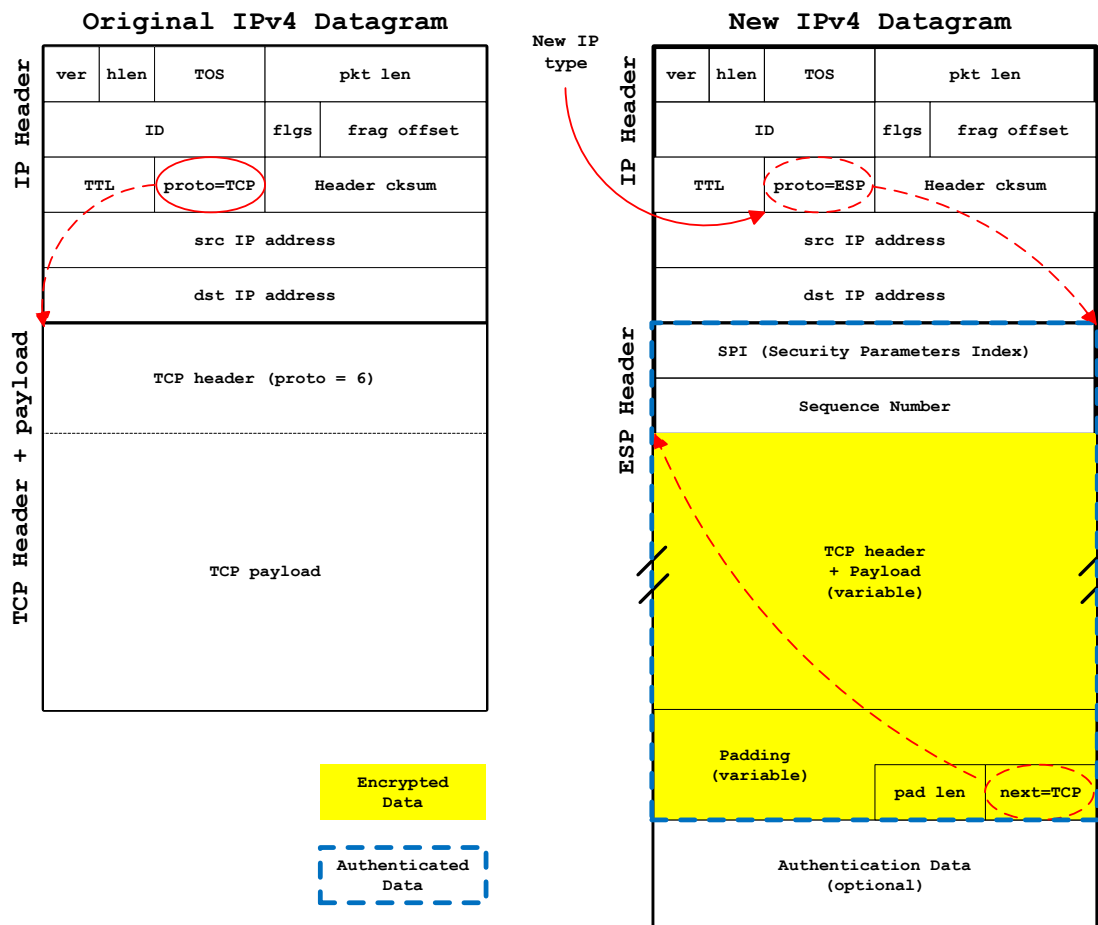 Original IPv4 Datagram
IP Header
ver hlen TOS pkt len
ID flgs frag offset
TTL proto=TCP Header cksum
src IP address
dst IP address
TCP Header + payload
TCP header (proto = 6)
TCP payload
Encrypted
Data
Authenticated
Data
New IPv4 Datagram
New IP
type
IP Header
ver hlen TOS pkt len
ID flgs frag offset
TTL proto=ESP Header cksum
src IP address
dst IP address
ESP Header
SPI (Security Parameters Index)
Sequence Number
TCP header
+ Payload
(variable)
Padding
(variable)
pad len next=TCP
Authentication Data
(optional)